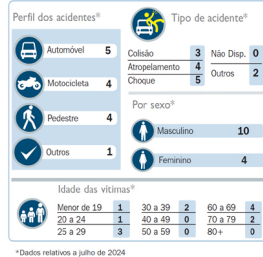 Perfil dos acidentes*
Automóvel 5
Motocicleta 4
Pedestre 4
Outros 1
Tipo de acidente*
Colisão 3 Não Disp. 0
Atropelamento 4 Outros 2
Choque 5
Por sexo*
Masculino 10
Feminino 4
Idade das vítimas*
Menor de 19 1 30 a 39 2 60 a 69 4
20 a 24 1 40 a 49 0 70 a 79 2
25 a 29 3 50 a 59 0 80+ 0
*Dados relativos a julho de 2024